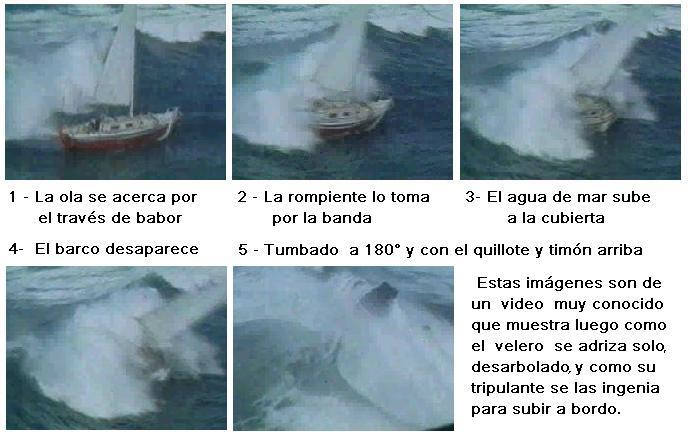 1 - La ola se acerca por
el través de babor
2 - La rompiente lo toma
por la banda
3- El agua de mar sube
a la cubierta
4- El barco desaparece
5 - Tumbado a 180° y con el quillote y timón arriba
Estas imágenes son de
un video muy conocido
que muestra luego como
el velero se adriza solo,
desarbolado, y como su
tripulante se las ingenia
para subir a bordo.